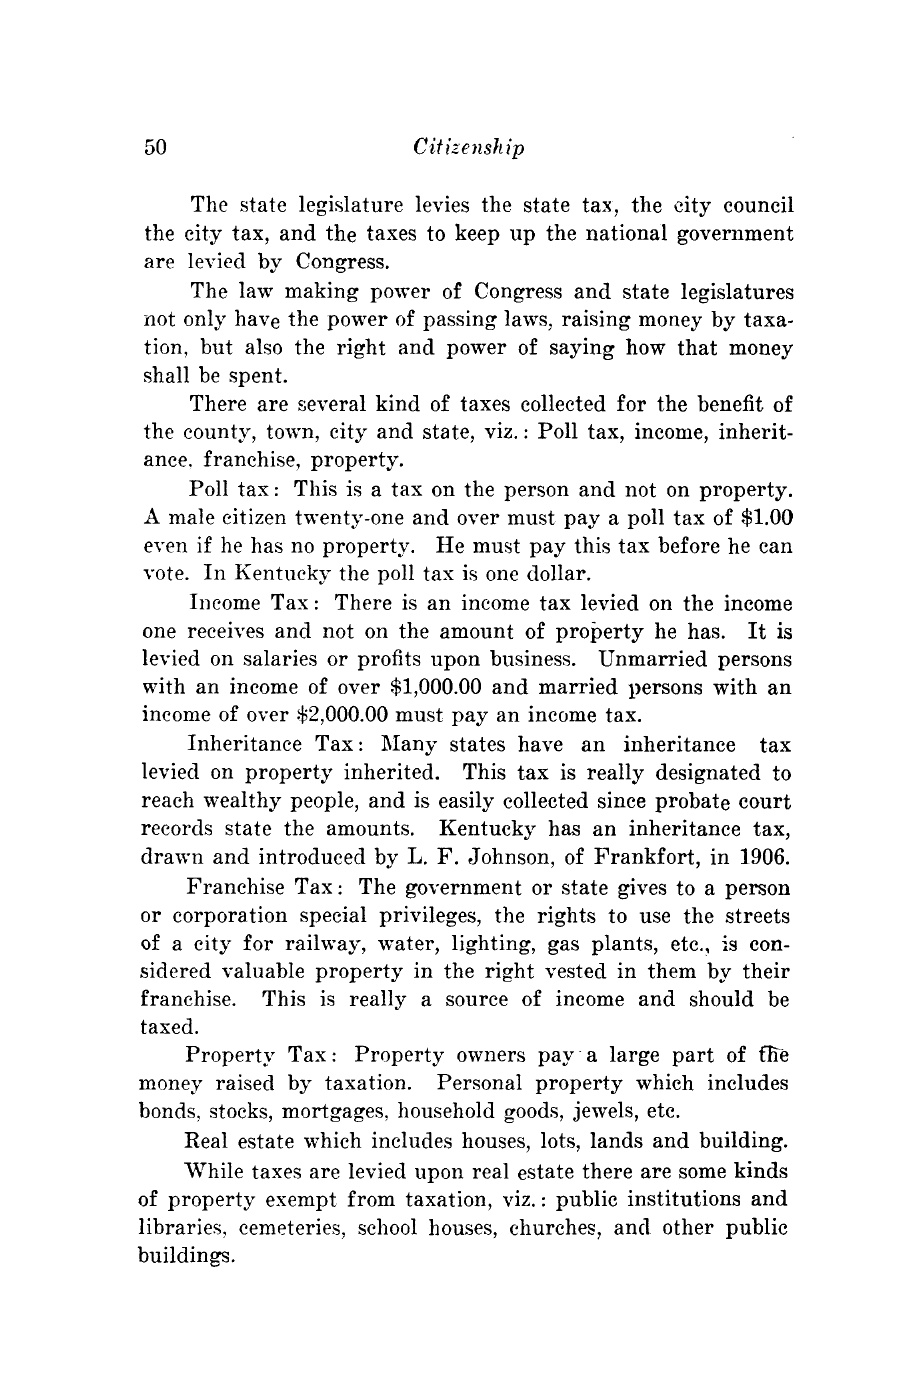 50 Citizenship
The state legislature levies the state tax, the city council
the city tax, and the taxes to keep up the national government
are levied by Congress.
The law making power of Congress and state legislatures
not only have the power of passing laws, raising money by taxa-
tion, but also the right and power of saying how that money
shall be spent.
There are several kind of taxes collected for the benefit of
the county, town, city and state, viz.: Poll tax, income, inherit-
ance. franchise, property.
Poll tax: This is a tax on the person and not on property.
A male citizen twenty-one and over must pay a poll tax of $1.00
even if he has no property. He must pay this tax before he can
vote. In Kentucky the poll tax is one dollar.
Income Tax: There is an income tax levied on the income
one receives and not on the amount of property he has. It is
levied on salaries or profits upon business. Unmarried persons
with an income of over $1,000.00 and married persons with an
income of over $2,000.00 must pay an income tax.
Inheritance Tax: Many states have an inheritance tax
levied on property inherited. This tax is really designated to
reach wealthy people, and is easily collected since probate court
records state the amounts. Kentucky has an inheritance tax,
drawn and introduced by L. F. Johnson, of Frankfort, in 1906.
Franchise Tax: The government or state gives to a person
or corporation special privileges, the rights to use the streets
of a city for railway, water, lighting, gas plants, etc., is con-
sidered valuable property in the right vested in them by their
franchise. This is really a source of income and should be
taxed.
Property Tax: Property owners pay a large part of the
money raised by taxation. Personal property which includes
bonds, stocks, mortgages, household goods, jewels, etc.
Real estate which includes houses, lots, lands and building.
While taxes are levied upon real estate there are some kinds
of property exempt from taxation, viz.: public institutions and
libraries, cemeteries, school houses, churches, and other public
buildings.